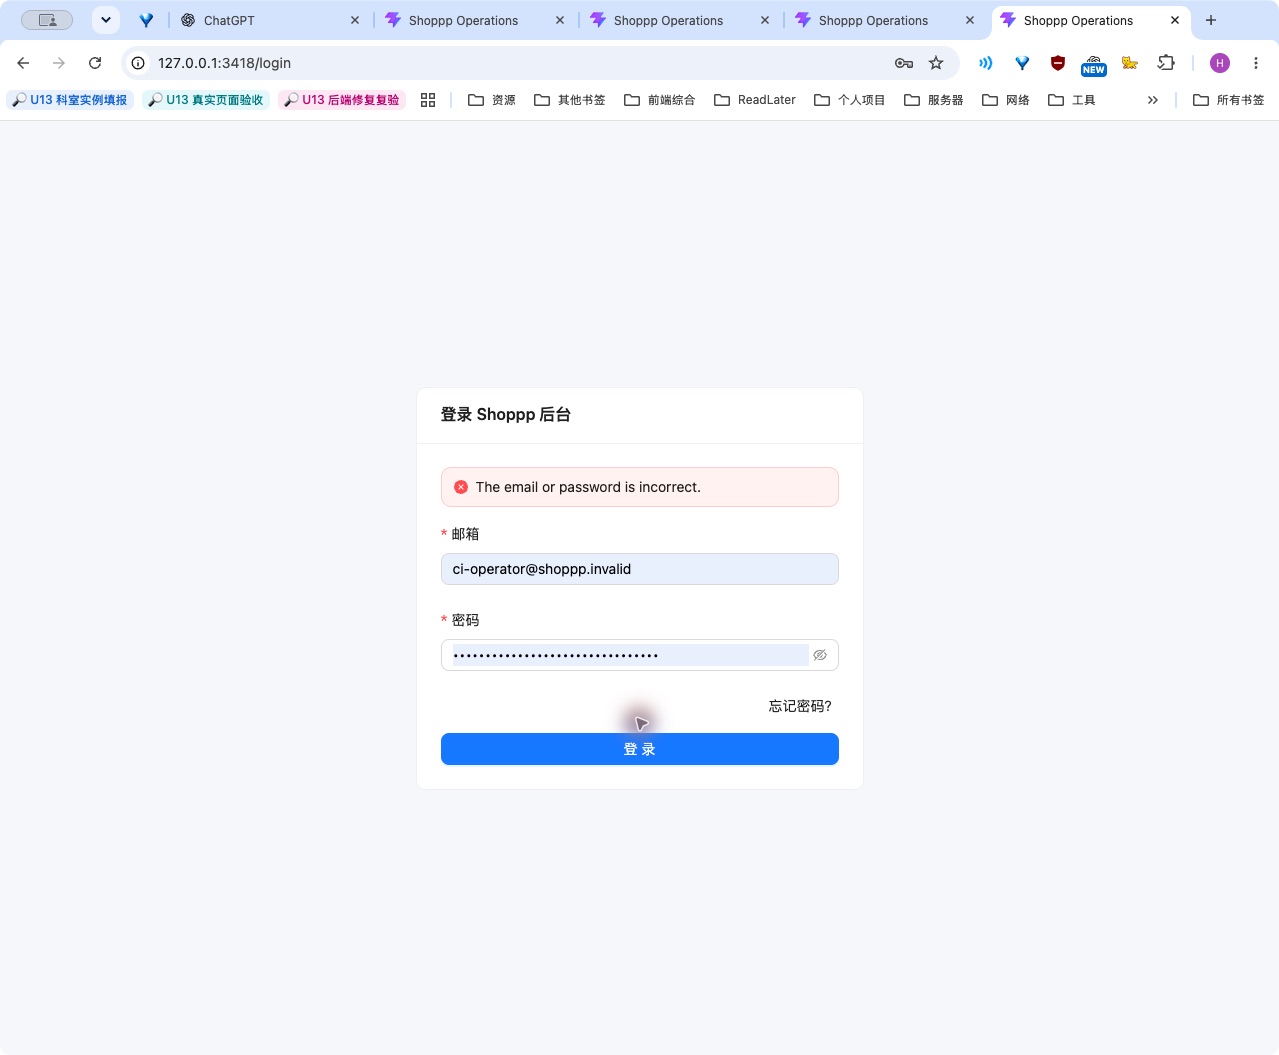 ChatGPT
Shoppp Operations
Shoppp Operations
Shoppp Operations
Shoppp Operations
127.0.0.1:3418/login
NEW
H
U13 科室实例填报
U13 真实页面验收
U13 后端修复复验
资源
其他书签
前端综合
ReadLater
个人项目
服务器
网络
工具
所有书签
登录 Shoppp 后台
The email or password is incorrect.
* 邮箱
ci-operator@shoppp.invalid
* 密码
••••••••••••••••••••••••••••••••
忘记密码?
登 录